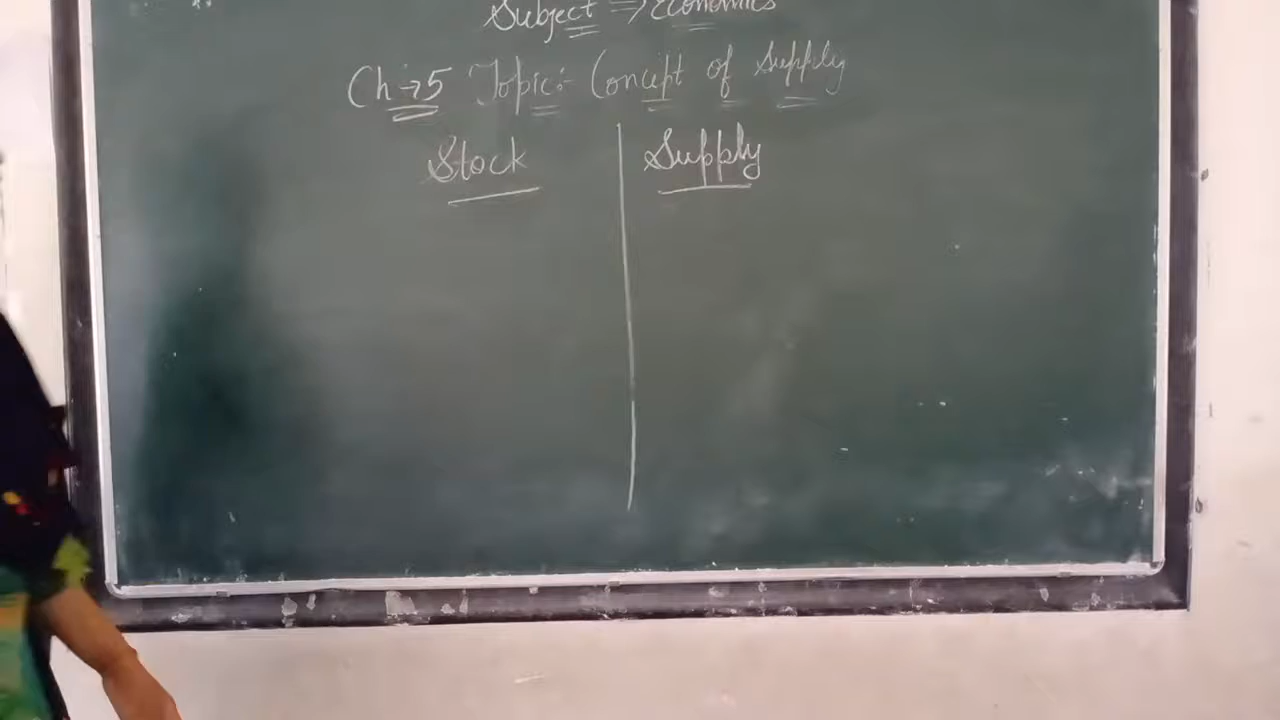 Subject ⇒ Economics
Ch→5 Topic:- Concept of Supply
Stock
Supply